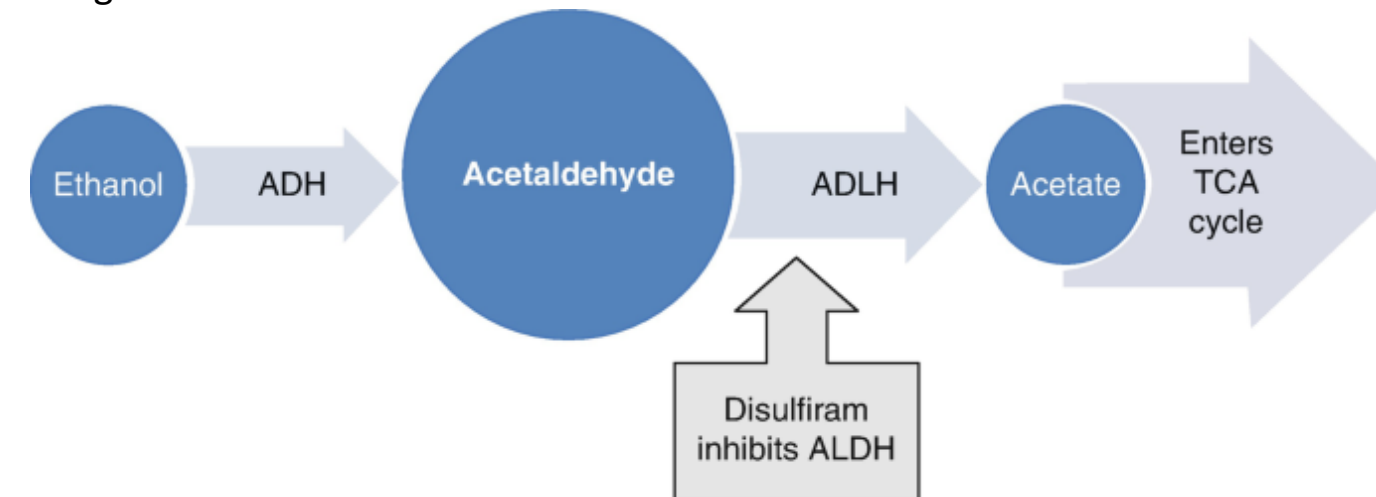 Ethanol
ADH
Acetaldehyde
ADLH
Acetate
Enters
TCA
cycle
Disulfiram
inhibits ALDH